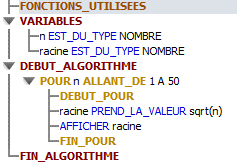 FONCTIONS_UTILISEES
VARIABLES
n EST_DU_TYPE NOMBRE
racine EST_DU_TYPE NOMBRE
DEBUT_ALGORITHME
POUR n ALLANT_DE 1 A 50
DEBUT_POUR
racine PREND_LA_VALEUR sqrt(n)
AFFICHER racine
FIN_POUR
FIN_ALGORITHME